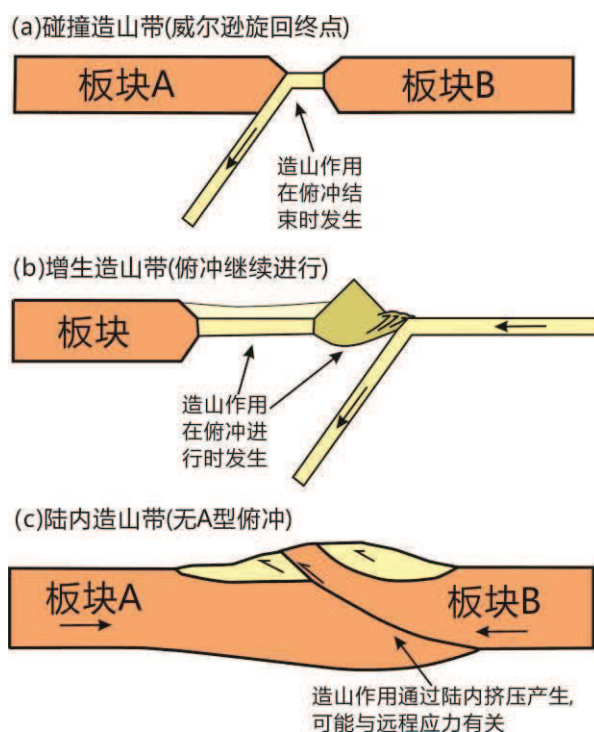 (a)碰撞造山带(威尔逊旋回终点)
板块A
板块B
造山作用
在俯冲结
束时发生
(b)增生造山带(俯冲继续进行)
板块
造山作用
在俯冲进
行时发生
(c)陆内造山带(无A型俯冲)
板块A
板块B
造山作用通过陆内挤压产生,
可能与远程应力有关